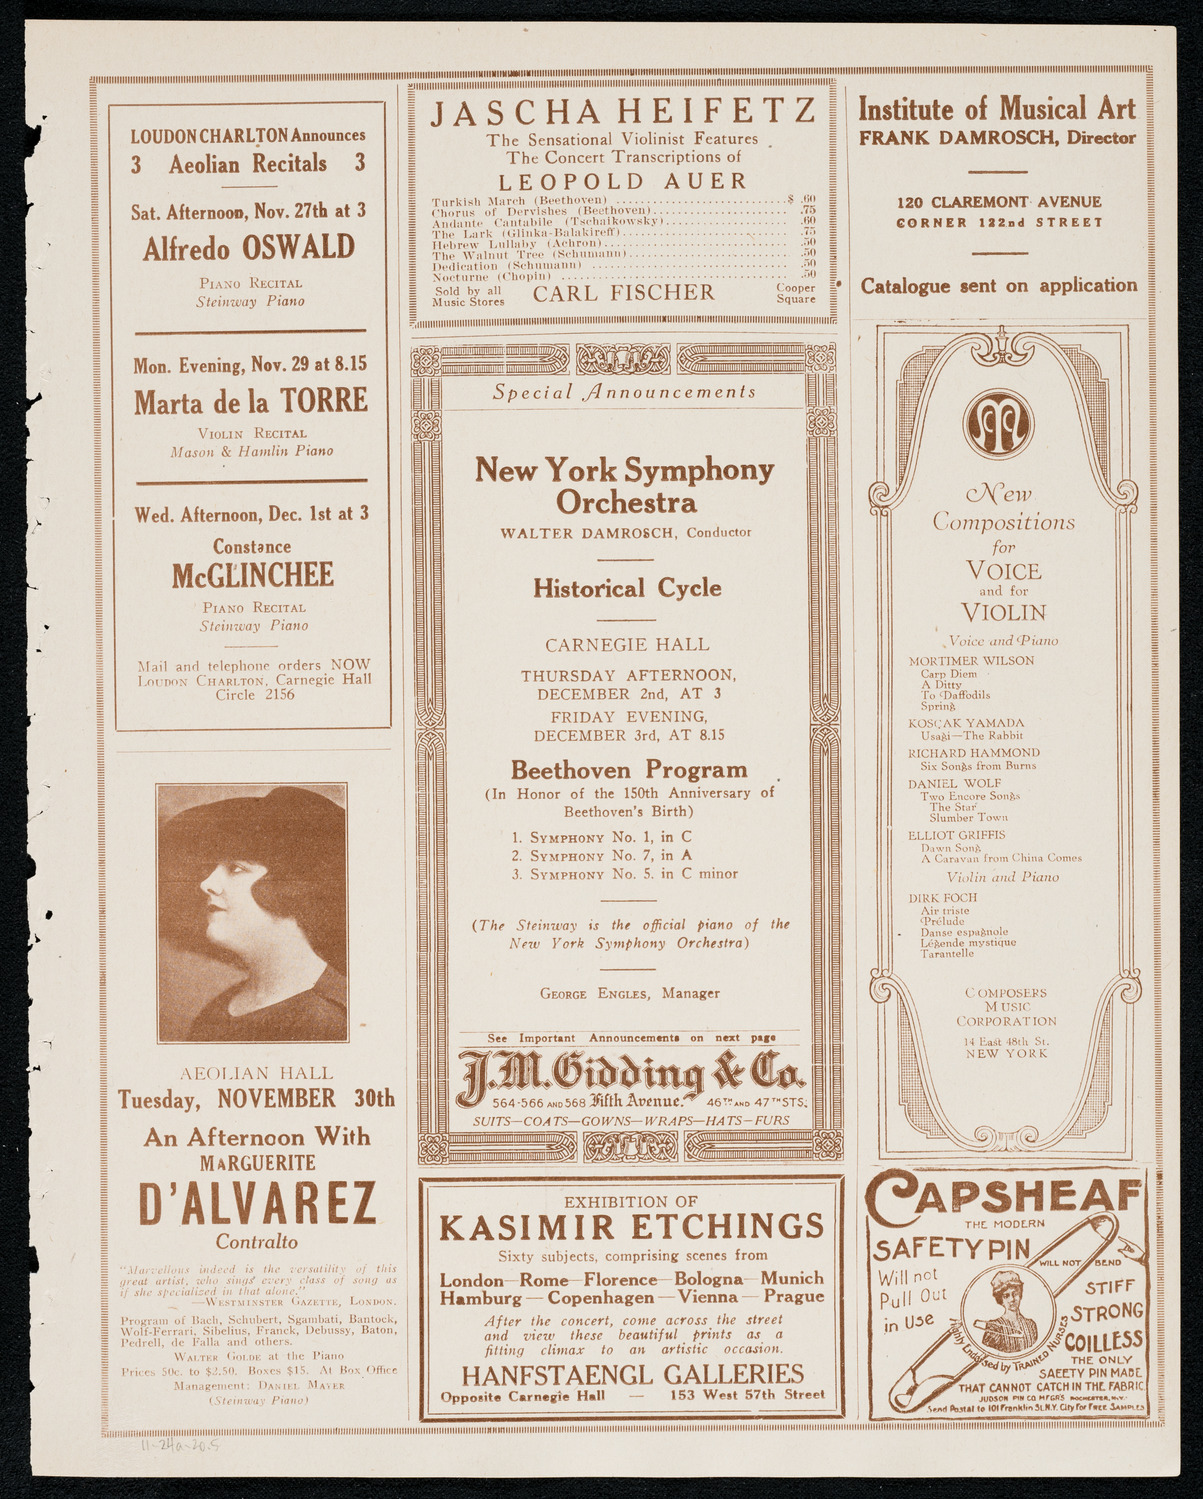 LOUDON CHARLTON Announces
3 Aeolian Recitals 3
Sat. Afternoon, Nov. 27th at 3
Alfredo OSWALD
PIANO RECITAL
Steinway Piano
Mon. Evening, Nov. 29 at 8.15
Marta de la TORRE
VIOLIN RECITAL
Mason & Hamlin Piano
Wed. Afternoon, Dec. 1st at 3
Constance
McGLINCHEE
PIANO RECITAL
Steinway Piano
Mail and telephone orders NOW
LOUDON CHARLTON, Carnegie Hall
Circle 2156
AEOLIAN HALL
Tuesday, NOVEMBER 30th
An Afternoon With
MARGUERITE
D'ALVAREZ
Contralto
"Marvellous indeed is the versatility of this
great artist, who sings every class of song as
if she specialized in that alone."
—WESTMINSTER GAZETTE, LONDON.
Program of Bach, Schubert, Sgambati, Bantock,
Wolf-Ferrari, Sibelius, Franck, Debussy, Baton,
Pedrell, de Falla and others.
WALTER GOLDE at the Piano
Prices 50c. to $2.50. Boxes $15. At Box Office
Management: DANIEL MAYER
(Steinway Piano)
JASCHA HEIFETZ
The Sensational Violinist Features
The Concert Transcriptions of
LEOPOLD AUER
Turkish March (Beethoven) ........ $ .60
Chorus of Dervishes (Beethoven) ........ .75
Andante Cantabile (Tschaikowsky) ........ .60
The Lark (Glinka-Balakireff) ........ .75
Hebrew Lullaby (Achron) ........ .50
The Walnut Tree (Schumann) ........ .50
Dedication (Schumann) ........ .50
Nocturne (Chopin) ........ .50
Sold by all Music Stores CARL FISCHER Cooper Square
Special Announcements
New York Symphony
Orchestra
WALTER DAMROSCH, Conductor
Historical Cycle
CARNEGIE HALL
THURSDAY AFTERNOON,
DECEMBER 2nd, AT 3
FRIDAY EVENING,
DECEMBER 3rd, AT 8.15
Beethoven Program
(In Honor of the 150th Anniversary of
Beethoven's Birth)
1. SYMPHONY No. 1, in C
2. SYMPHONY No. 7, in A
3. SYMPHONY No. 5. in C minor
(The Steinway is the official piano of the
New York Symphony Orchestra)
GEORGE ENGLES, Manager
See Important Announcements on next page
J.M. Gidding & Co.
564-566 AND 568 Fifth Avenue. 46TH AND 47TH STS.
SUITS—COATS—GOWNS—WRAPS—HATS—FURS
EXHIBITION OF
KASIMIR ETCHINGS
Sixty subjects, comprising scenes from
London—Rome—Florence—Bologna—Munich
Hamburg — Copenhagen — Vienna — Prague
After the concert, come across the street
and view these beautiful prints as a
fitting climax to an artistic occasion.
HANFSTAENGL GALLERIES
Opposite Carnegie Hall — 153 West 57th Street
Institute of Musical Art
FRANK DAMROSCH, Director
120 CLAREMONT AVENUE
CORNER 122nd STREET
Catalogue sent on application
New
Compositions
for
VOICE
and for
VIOLIN
Voice and Piano
MORTIMER WILSON
Carp Diem
A Ditty
To Daffodils
Spring
KOSÇAK YAMADA
Usagi—The Rabbit
RICHARD HAMMOND
Six Songs from Burns
DANIEL WOLF
Two Encore Songs
The Star
Slumber Town
ELLIOT GRIFFIS
Dawn Song
A Caravan from China Comes
Violin and Piano
DIRK FOCH
Air triste
Prélude
Danse espagnole
Légende mystique
Tarantelle
COMPOSERS
MUSIC
CORPORATION
14 East 48th St.
NEW YORK
CAPSHEAF
THE MODERN
SAFETY PIN
WILL NOT BEND
Will not
Pull Out
in Use
STIFF
STRONG
COILLESS
Highly Endorsed by TRAINED NURSES
THE ONLY
SAFETY PIN MADE
THAT CANNOT CATCH IN THE FABRIC.
JUDSON PIN CO MFGRS ROCHESTER, N.Y.
Send Postal to 101 Franklin St. N.Y. City for FREE SAMPLES
11-24a-20.5